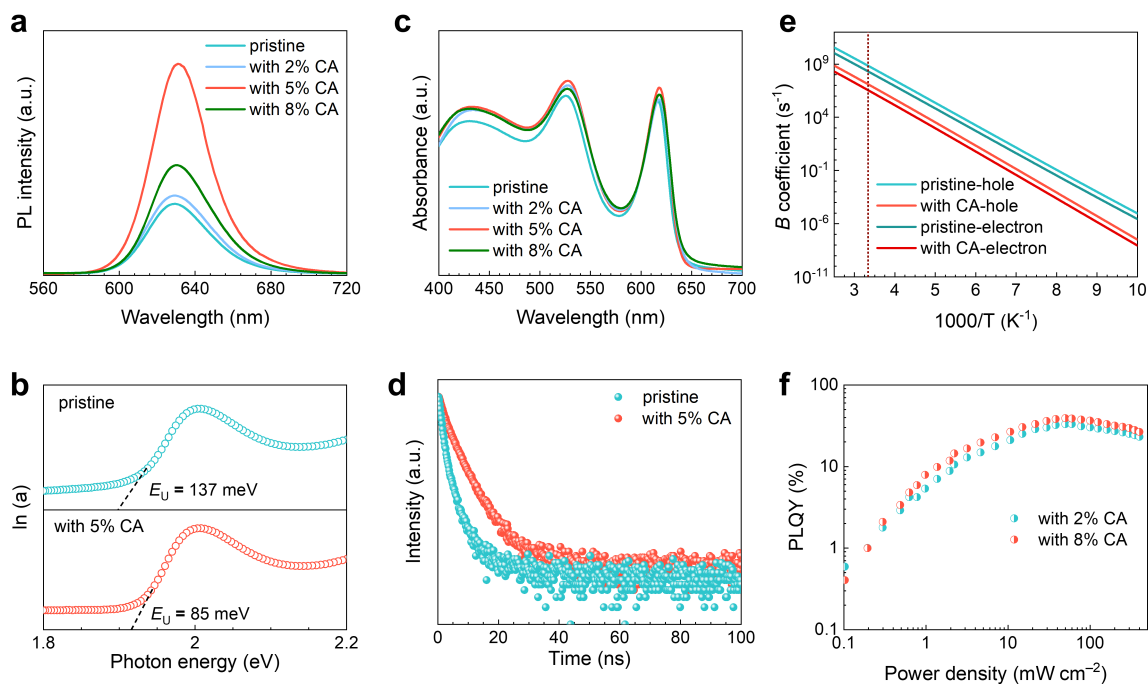 a
PL intensity (a.u.)
pristine
with 2% CA
with 5% CA
with 8% CA
560 600 640 680 720
Wavelength (nm)
c
Absorbance (a.u.)
pristine
with 2% CA
with 5% CA
with 8% CA
400 450 500 550 600 650 700
Wavelength (nm)
e
B coefficient (s⁻¹)
10⁹
10⁴
10⁻¹
10⁻⁶
10⁻¹¹
pristine-hole
with CA-hole
pristine-electron
with CA-electron
3 4 5 6 7 8 9 10
1000/T (K⁻¹)
b
ln (a)
pristine
E_U = 137 meV
with 5% CA
E_U = 85 meV
1.8 2 2.2
Photon energy (eV)
d
Intensity (a.u.)
pristine
with 5% CA
0 20 40 60 80 100
Time (ns)
f
PLQY (%)
100
10
1
0.1
with 2% CA
with 8% CA
0.1 1 10 100
Power density (mW cm⁻²)